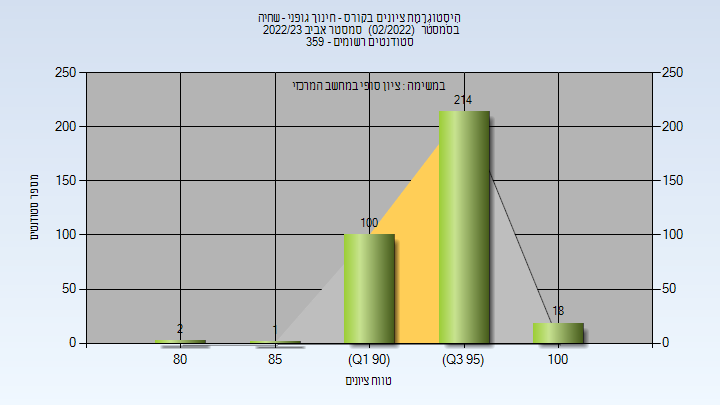 הִיסְטוֹגְרָמַת ציונים בקורס - חינוך גופני - שחיה
בסמסטר (02/2022) סמסטר אביב 2022/23
סטודנטים רשומים - 359
במשימה : ציון סופי במחשב המרכזי
250 250
214
200 200
מספר סטודנטים
150 150
100
100 100
50 50
2 1 18
0 0
80 85 (Q1 90) (Q3 95) 100
טווח ציונים